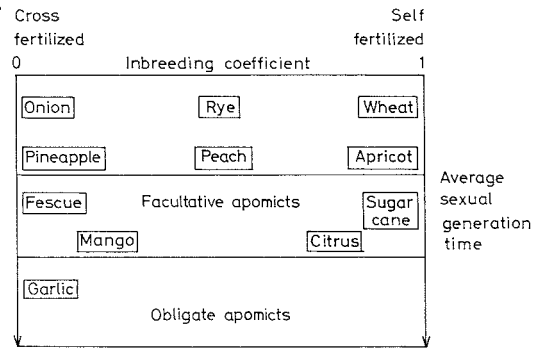 Cross Self
fertilized fertilized
0 Inbreeding coefficient 1
Onion Rye Wheat
Pineapple Peach Apricot
Average
sexual
generation
time
Fescue Facultative apomicts Sugar
cane
Mango Citrus
Garlic
Obligate apomicts